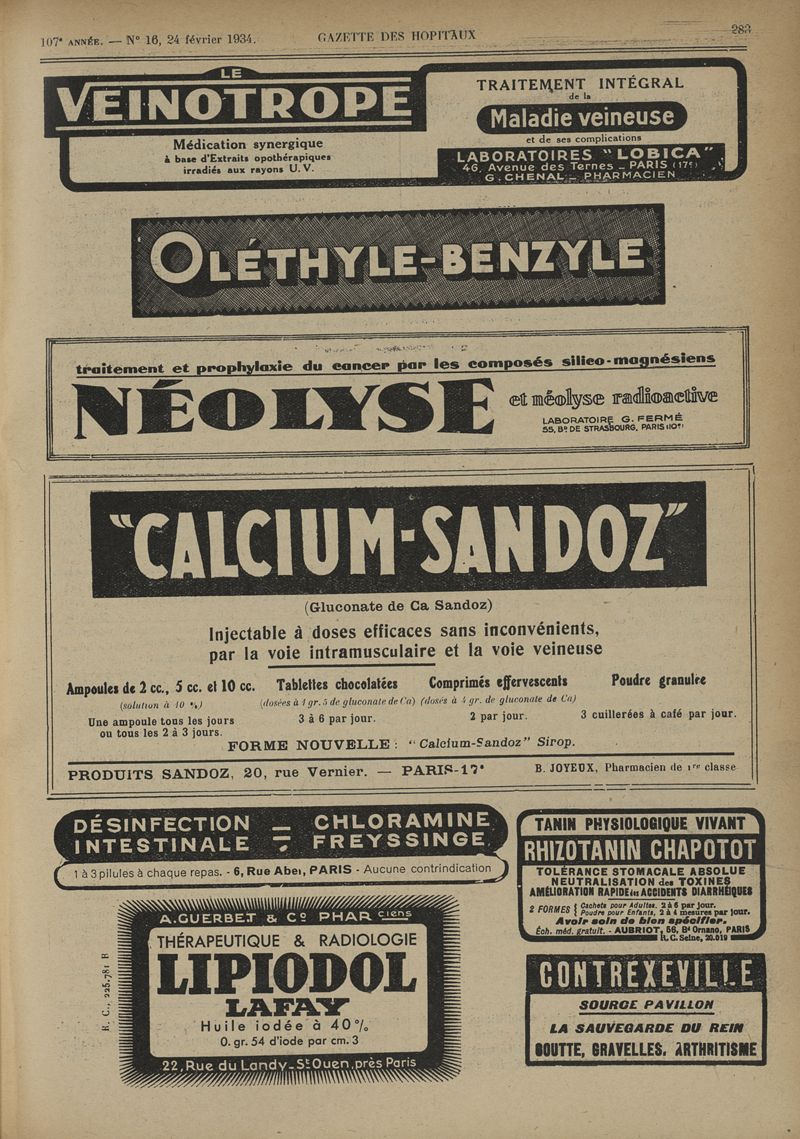 107e ANNÉE. — N° 16, 24 février 1934. GAZETTE DES HOPITAUX 283
LE
VEINOTROPE
Médication synergique
à base d'Extraits opothérapiques
irradiés aux rayons U.V.
TRAITEMENT INTÉGRAL
de la
Maladie veineuse
et de ses complications
LABORATOIRES "LOBICA"
46, Avenue des Ternes _ PARIS (17e)
G. CHENAL _ PHARMACIEN
OLÉTHYLE-BENZYLE
traitement et prophylaxie du cancer par les composés silico-magnésiens
NÉOLYSE et néolyse radioactive
LABORATOIRE G. FERMÉ
55, Bd DE STRASBOURG, PARIS (10e)
"CALCIUM-SANDOZ"
(Gluconate de Ca Sandoz)
Injectable à doses efficaces sans inconvénients,
par la voie intramusculaire et la voie veineuse
Ampoules de 2 cc., 5 cc. et 10 cc. Tablettes chocolatées Comprimés effervescents Poudre granulée
(solution à 10 %) (dosées à 1 gr. 5 de gluconate de Ca) (dosés à 4 gr. de gluconate de Ca)
Une ampoule tous les jours 3 à 6 par jour. 2 par jour. 3 cuillerées à café par jour.
ou tous les 2 à 3 jours.
FORME NOUVELLE : "Calcium-Sandoz" Sirop.
PRODUITS SANDOZ, 20, rue Vernier. — PARIS-17e B. JOYEUX, Pharmacien de 1re classe
DÉSINFECTION = CHLORAMINE
INTESTINALE FREYSSINGE
1 à 3 pilules à chaque repas. - 6, Rue Abel, PARIS - Aucune contrindication
A. GUERBET & Co PHARciens
THÉRAPEUTIQUE & RADIOLOGIE
LIPIODOL
LAFAY
Huile iodée à 40%
0. gr. 54 d'iode par cm. 3
22, Rue du Landy _ St Ouen, près Paris
R. C., 225.781 B
TANIN PHYSIOLOGIQUE VIVANT
RHIZOTANIN CHAPOTOT
TOLÉRANCE STOMACALE ABSOLUE
NEUTRALISATION des TOXINES
AMÉLIORATION RAPIDE des ACCIDENTS DIARRHÉIQUES
2 FORMES { Cachets pour Adultes. 2 à 6 par jour.
Poudre pour Enfants, 2 à 4 mesures par jour.
Avoir soin de bien spécifier.
Éch. méd. gratuit. - AUBRIOT, 56, Bd Ornano, PARIS
R. C. Seine, 20.019
CONTREXEVILLE
SOURCE PAVILLON
LA SAUVEGARDE DU REIN
GOUTTE, GRAVELLES, ARTHRITISME